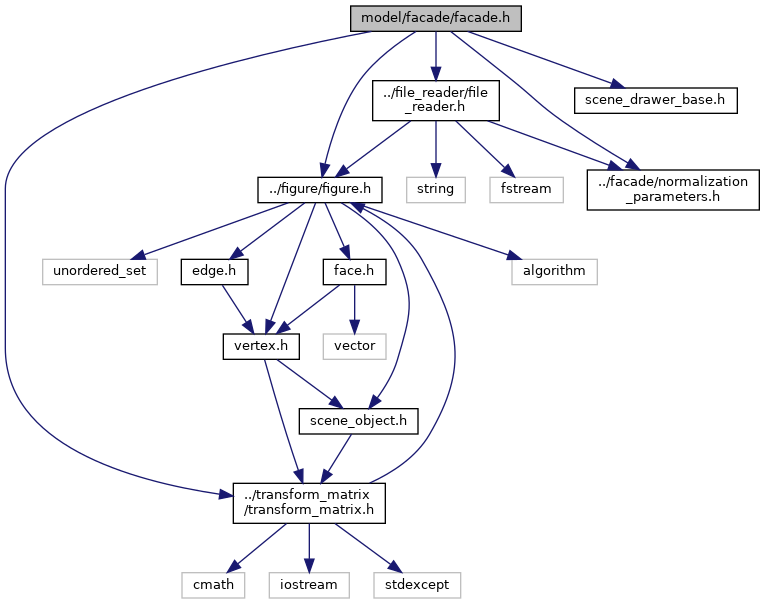 model/facade/facade.h
../file_reader/file
_reader.h
scene_drawer_base.h
../figure/figure.h
string
fstream
../facade/normalization
_parameters.h
unordered_set
edge.h
face.h
algorithm
vertex.h
vector
scene_object.h
../transform_matrix
/transform_matrix.h
cmath
iostream
stdexcept